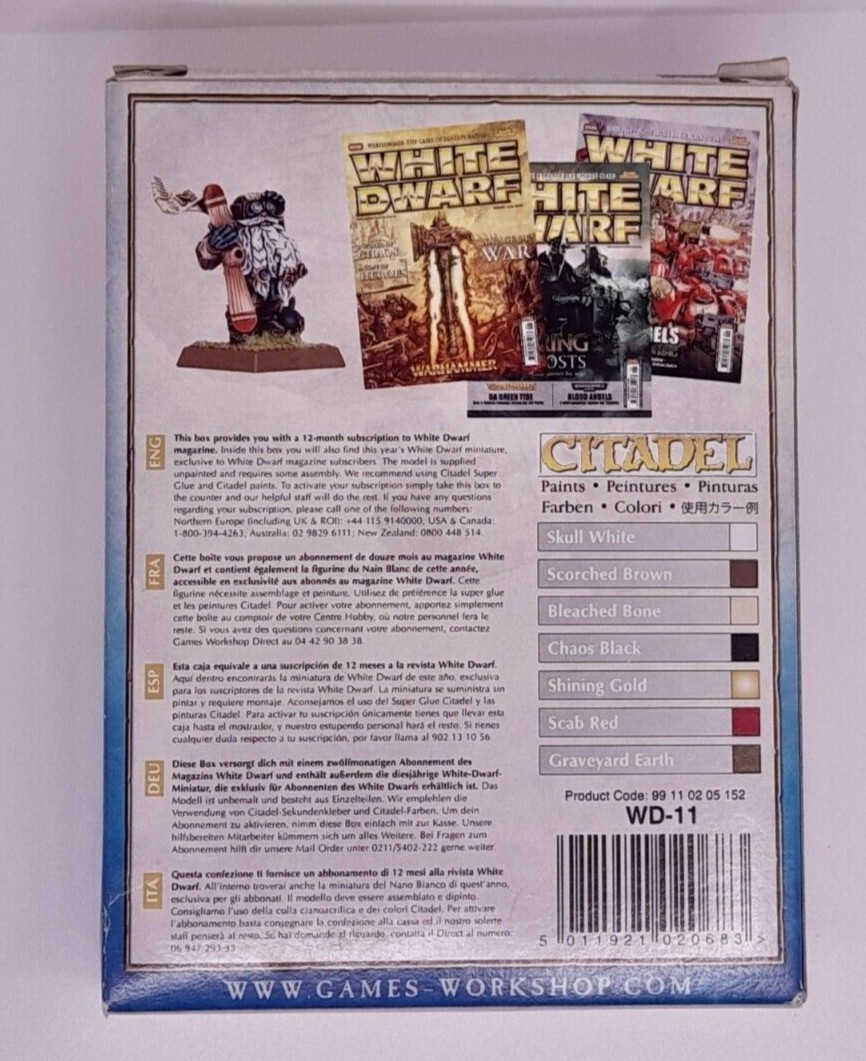 WHITE
DWARF
WAR
WARHAMMER
WHITE
BLOOD ANGELS
WHITE
ENG
This box provides you with a 12-month subscription to White Dwarf
magazine. Inside this box you will also find this year's White Dwarf miniature,
exclusive to White Dwarf magazine subscribers. The model is supplied
unpainted and requires some assembly. We recommend using Citadel Super
Glue and Citadel paints. To activate your subscription simply take this box to
the counter and our helpful staff will do the rest. If you have any questions
regarding your subscription, please call one of the following numbers:
Northern Europe (including UK & ROI): +44 115 9140000; USA & Canada:
1-800-394-4263; Australia: 02 9829 6111; New Zealand: 0800 448 514.
FRA
Cette boîte vous propose un abonnement de douze mois au magazine White
Dwarf et contient également la figurine du Nain Blanc de cette année,
accessible en exclusivité aux abonnés au magazine White Dwarf. Cette
figurine nécessite assemblage et peinture. Utilisez de préférence la super glue
et les peintures Citadel. Pour activer votre abonnement, apportez simplement
cette boîte au comptoir de votre Centre Hobby, où notre personnel fera le
reste. Si vous avez des questions concernant votre abonnement, contactez
Games Workshop Direct au 04 42 90 38 38.
ESP
Esta caja equivale a una suscripción de 12 meses a la revista White Dwarf.
Aquí dentro encontrarás la miniatura de White Dwarf de este año, exclusiva
para los suscriptores de la revista White Dwarf. La miniatura se suministra sin
pintar y requiere montaje. Aconsejamos el uso del Super Glue Citadel y las
pinturas Citadel. Para activar tu suscripción únicamente tienes que llevar esta
caja hasta el mostrador, y nuestro estupendo personal hará el resto. Si tienes
cualquier duda respecto a tu suscripción, por favor llama al 902 13 10 56.
DEU
Diese Box versorgt dich mit einem zwölfmonatigen Abonnement des
Magazins White Dwarf und enthält außerdem die diesjährige White-Dwarf-
Miniatur, die exklusiv für Abonnenten des White Dwarfs erhältlich ist. Das
Modell ist unbemalt und besteht aus Einzelteilen. Wir empfehlen die
Verwendung von Citadel-Sekundenkleber und Citadel-Farben. Um dein
Abonnement zu aktivieren, nimm diese Box einfach mit zur Kasse. Unsere
hilfsbereiten Mitarbeiter kümmern sich um alles Weitere. Bei Fragen zum
Abonnement hilft dir unsere Mail Order unter 0211/5402-222 gerne weiter.
ITA
Questa confezione ti fornisce un abbonamento di 12 mesi alla rivista White
Dwarf. All'interno troverai anche la miniatura del Nano Bianco di quest'anno,
esclusiva per gli abbonati. Il modello deve essere assemblato e dipinto.
Consigliamo l'uso della colla cianoacrilica e dei colori Citadel. Per attivare
l'abbonamento basta consegnare la confezione alla cassa ed il nostro solerte
staff penserà al resto. Se hai domande al riguardo, contatta il Direct al numero:
06 947 293 33
CITADEL
Paints • Peintures • Pinturas
Farben • Colori • 使用カラー例
Skull White
Scorched Brown
Bleached Bone
Chaos Black
Shining Gold
Scab Red
Graveyard Earth
Product Code: 99 11 02 05 152
WD-11
5 011921 020683 >
WWW.GAMES-WORKSHOP.COM